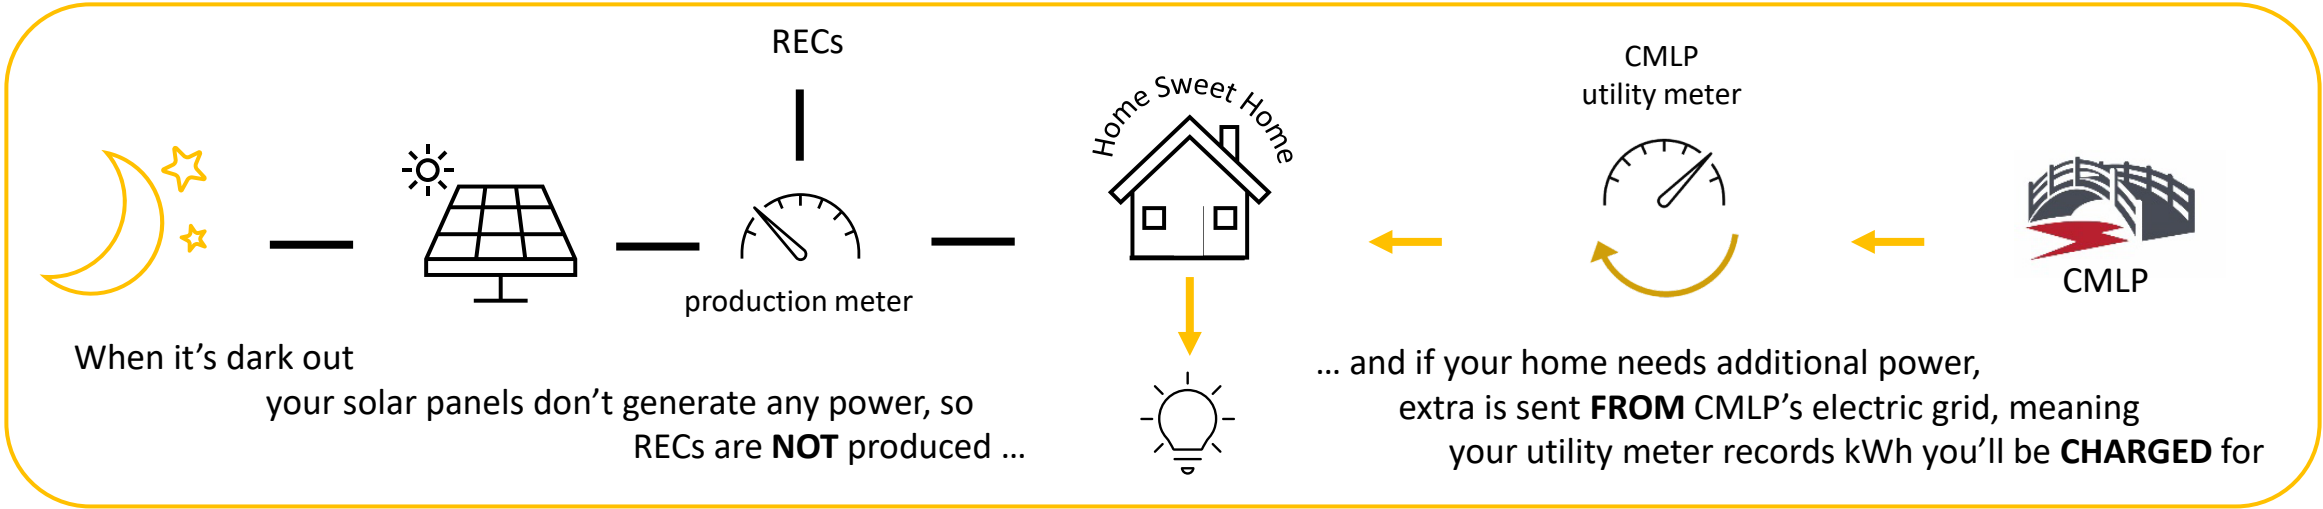 RECs
Home Sweet Home
CMLP
utility meter
production meter
CMLP
When it’s dark out
your solar panels don’t generate any power, so
RECs are NOT produced ...
... and if your home needs additional power,
extra is sent FROM CMLP’s electric grid, meaning
your utility meter records kWh you’ll be CHARGED for